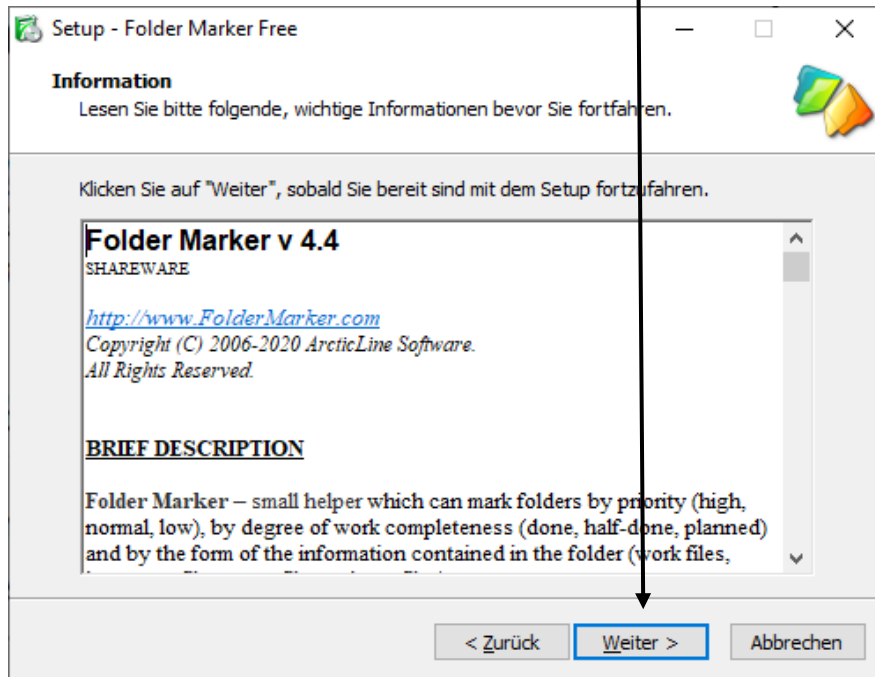 Setup - Folder Marker Free
Information
Lesen Sie bitte folgende, wichtige Informationen bevor Sie fortfahren.
Klicken Sie auf "Weiter", sobald Sie bereit sind mit dem Setup fortzufahren.
Folder Marker v 4.4
SHAREWARE
http://www.FolderMarker.com
Copyright (C) 2006-2020 ArcticLine Software.
All Rights Reserved.
BRIEF DESCRIPTION
Folder Marker – small helper which can mark folders by priority (high,
normal, low), by degree of work completeness (done, half-done, planned)
and by the form of the information contained in the folder (work files,
< Zurück Weiter > Abbrechen